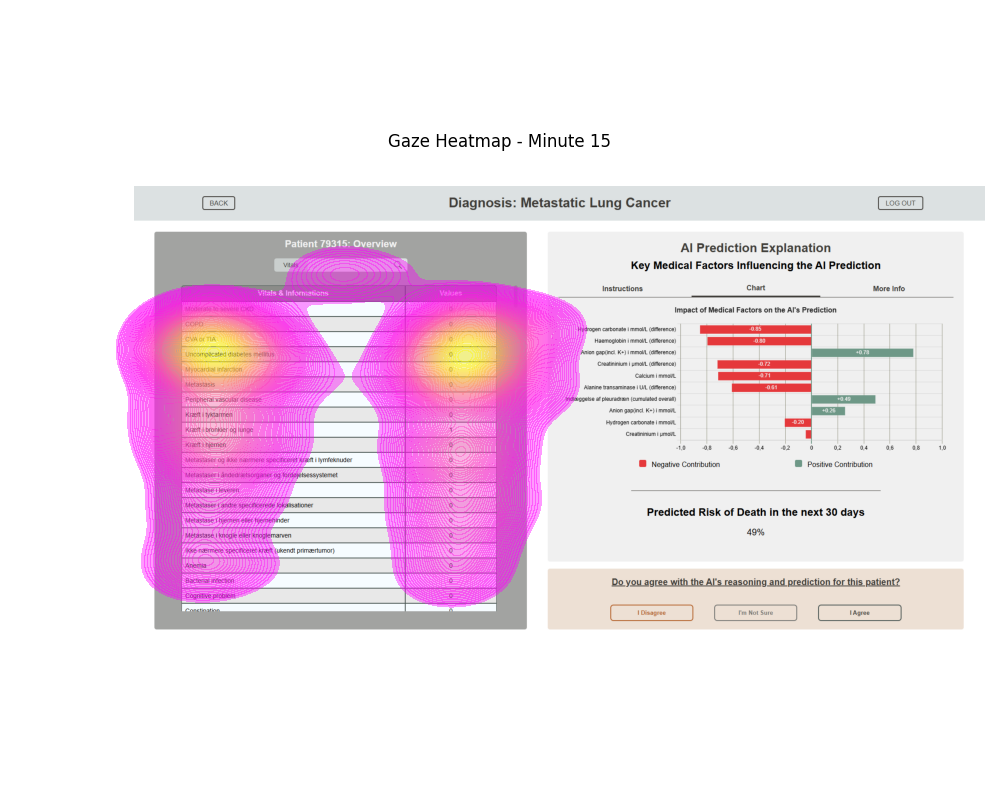 Gaze Heatmap - Minute 15
BACK
Diagnosis: Metastatic Lung Cancer
LOG OUT
Patient 79315: Overview
Vitals & Informations Values
Moderate to severe CKD 0
COPD 0
CVA or TIA 0
Uncomplicated diabetes mellitus 0
Myocardial infarction 0
Metastasis 0
Peripheral vascular disease 0
Kræft i tyktarmen 0
Kræft i bronkier og lunge 1
Kræft i hjernen 0
Metastase og ikke nærmere specificeret kræft i lymfeknuder 0
Metastaser i åndedrætsorganer og fordøjelsessystemet 0
Metastase i leveren 0
Metastaser i andre specificerede lokalisationer 0
Metastase i hjernen eller hjernehinder 0
Metastase i knogle eller knoglemarven 0
Ikke nærmere specificeret kræft (ukendt primærtumor) 0
Anemia 0
Bacterial infection 0
Cognitive problem 0
Constipation 0
AI Prediction Explanation
Key Medical Factors Influencing the AI Prediction
Instructions Chart More Info
Impact of Medical Factors on the AI's Prediction
Hydrogen carbonate i mmol/L (difference) -0.85
Haemoglobin i mmol/L (difference) -0.80
Anion gap(incl. K+) i mmol/L (difference) +0.78
Creatininium i µmol/L (difference) -0.72
Calcium i mmol/L -0.71
Alanine transaminase i U/L (difference) -0.61
af pleuradræn (cumulated overall) +0.49
Anion gap(incl. K+) i mmol/L +0.26
Hydrogen carbonate i mmol/L -0.20
Creatininium i µmol/L
-1,0 -0,8 -0,6 -0,4 -0,2 0 0,2 0,4 0,6 0,8 1,0
Negative Contribution Positive Contribution
Predicted Risk of Death in the next 30 days
49%
Do you agree with the AI's reasoning and prediction for this patient?
I Disagree I'm Not Sure I Agree